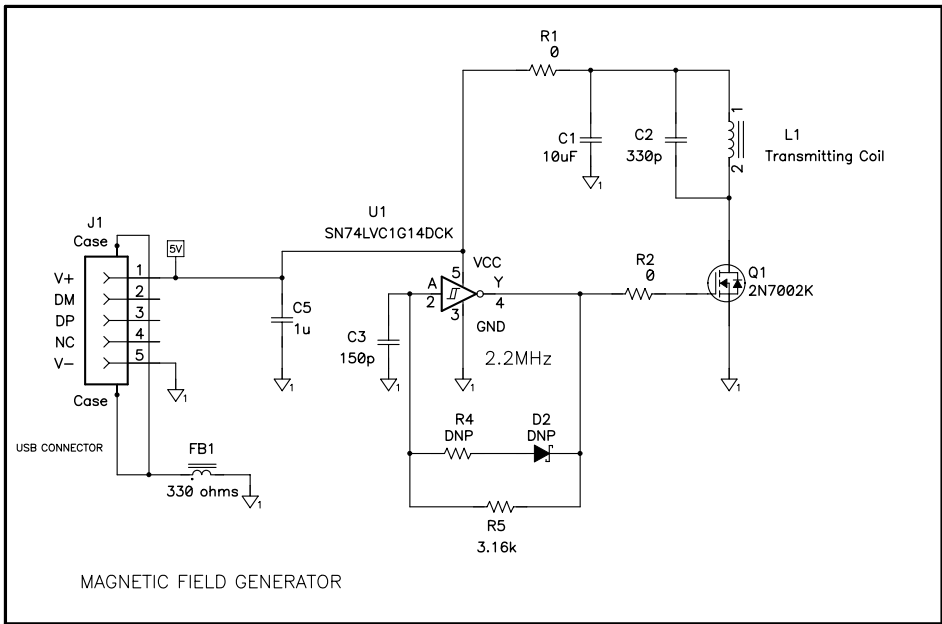 R1
0
C1
10uF
1
C2
330p
1
2
L1
Transmitting Coil
J1
Case
5V
V+ 1
DM 2
DP 3
NC 4
V- 5
1
Case
USB CONNECTOR
FB1
330 ohms
1
C5
1u
1
U1
SN74LVC1G14DCK
5 VCC
A Y
2 4
3 GND
1
C3
150p
1
2.2MHz
R2
0
Q1
2N7002K
1
R4
DNP
D2
DNP
R5
3.16k
MAGNETIC FIELD GENERATOR